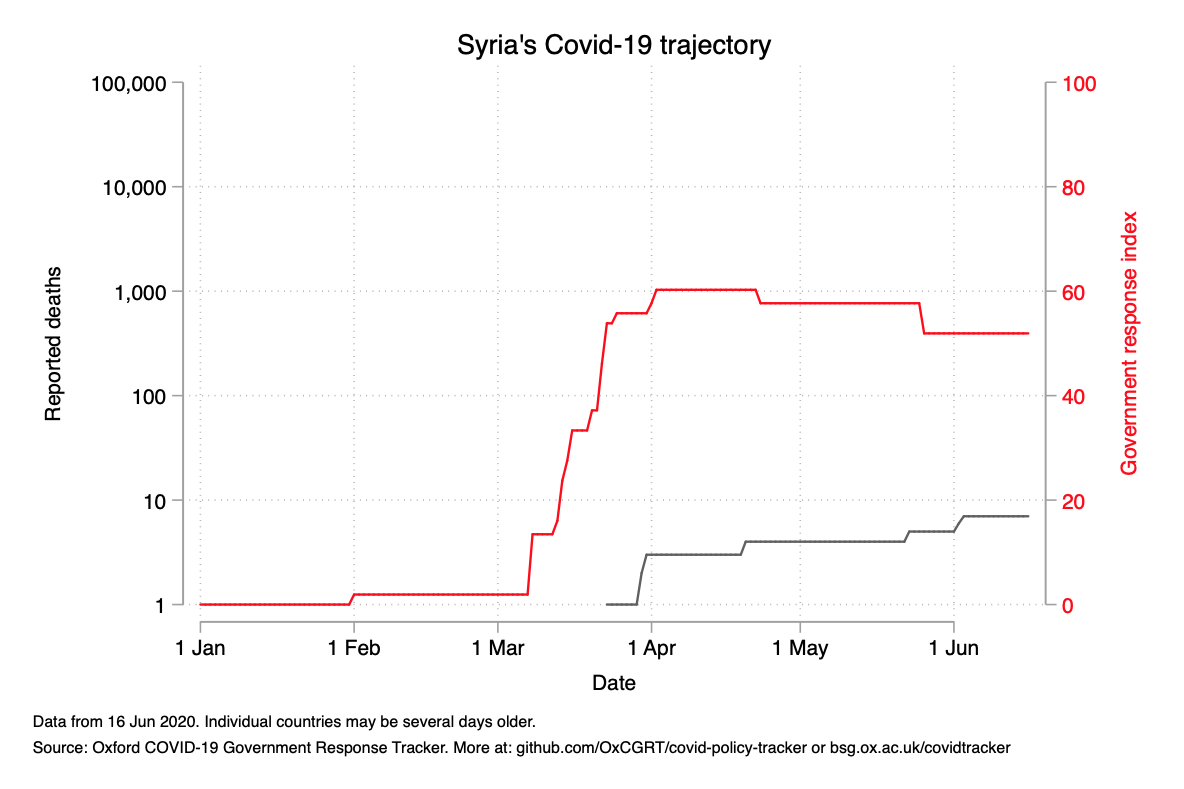 Syria's Covid-19 trajectory
100,000
10,000
1,000
100
10
1
Reported deaths
100
80
60
40
20
0
Government response index
1 Jan
1 Feb
1 Mar
1 Apr
1 May
1 Jun
Date
Data from 16 Jun 2020. Individual countries may be several days older.
Source: Oxford COVID-19 Government Response Tracker. More at: github.com/OxCGRT/covid-policy-tracker or bsg.ox.ac.uk/covidtracker